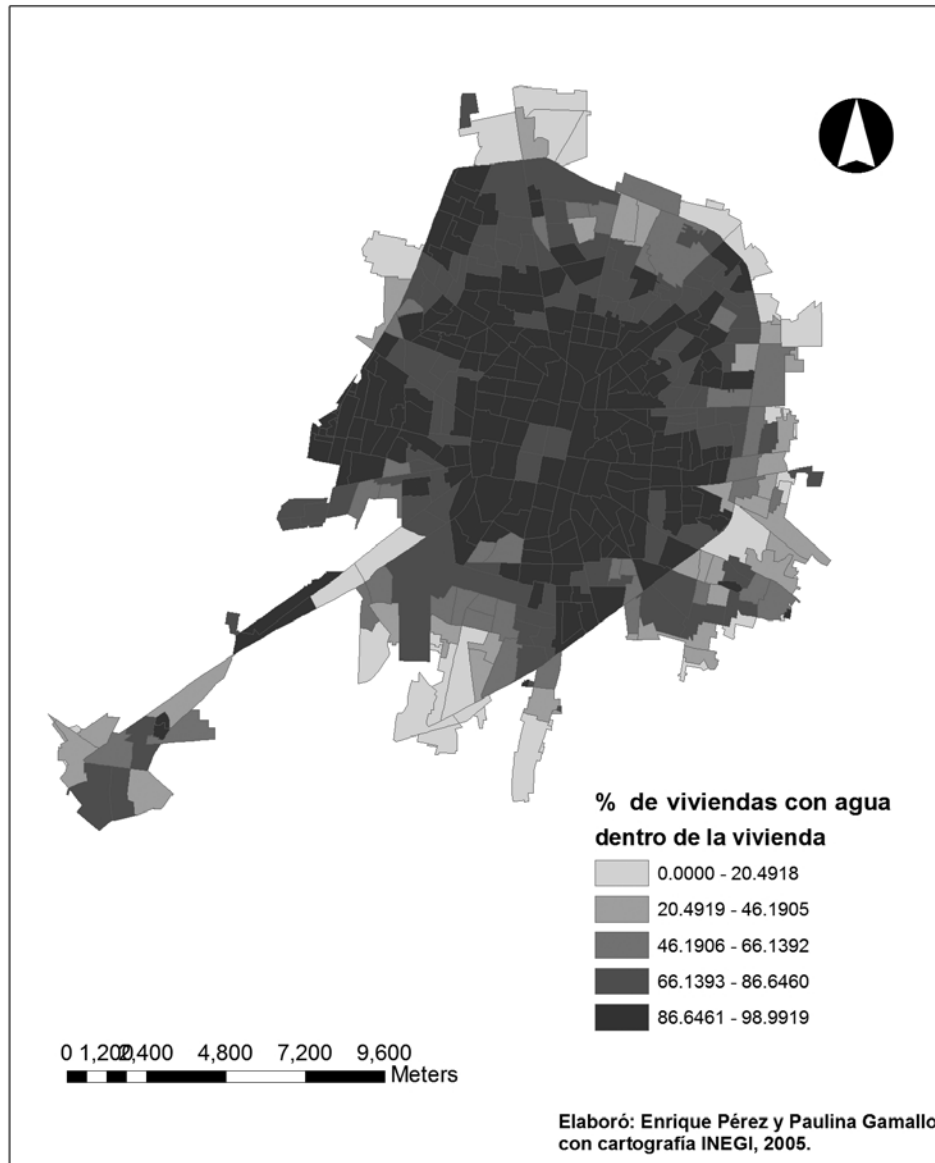 % de viviendas con agua
dentro de la vivienda
0.0000 - 20.4918
20.4919 - 46.1905
46.1906 - 66.1392
66.1393 - 86.6460
86.6461 - 98.9919
0 1,200 2,400 4,800 7,200 9,600
Meters
Elaboró: Enrique Pérez y Paulina Gamallo
con cartografía INEGI, 2005.